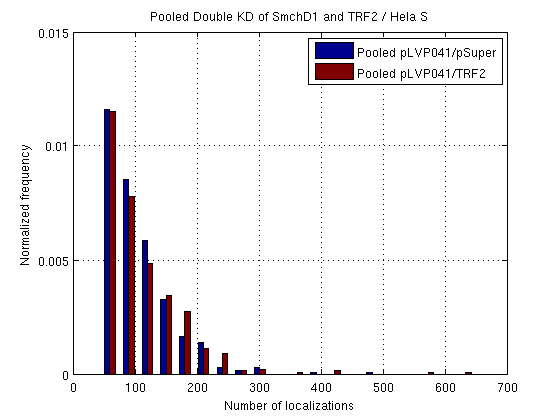 Pooled Double KD of SmchD1 and TRF2 / Hela S
0.015
Pooled pLVP041/pSuper
Pooled pLVP041/TRF2
0.01
Normalized frequency
0.005
0
0 100 200 300 400 500 600 700
Number of localizations